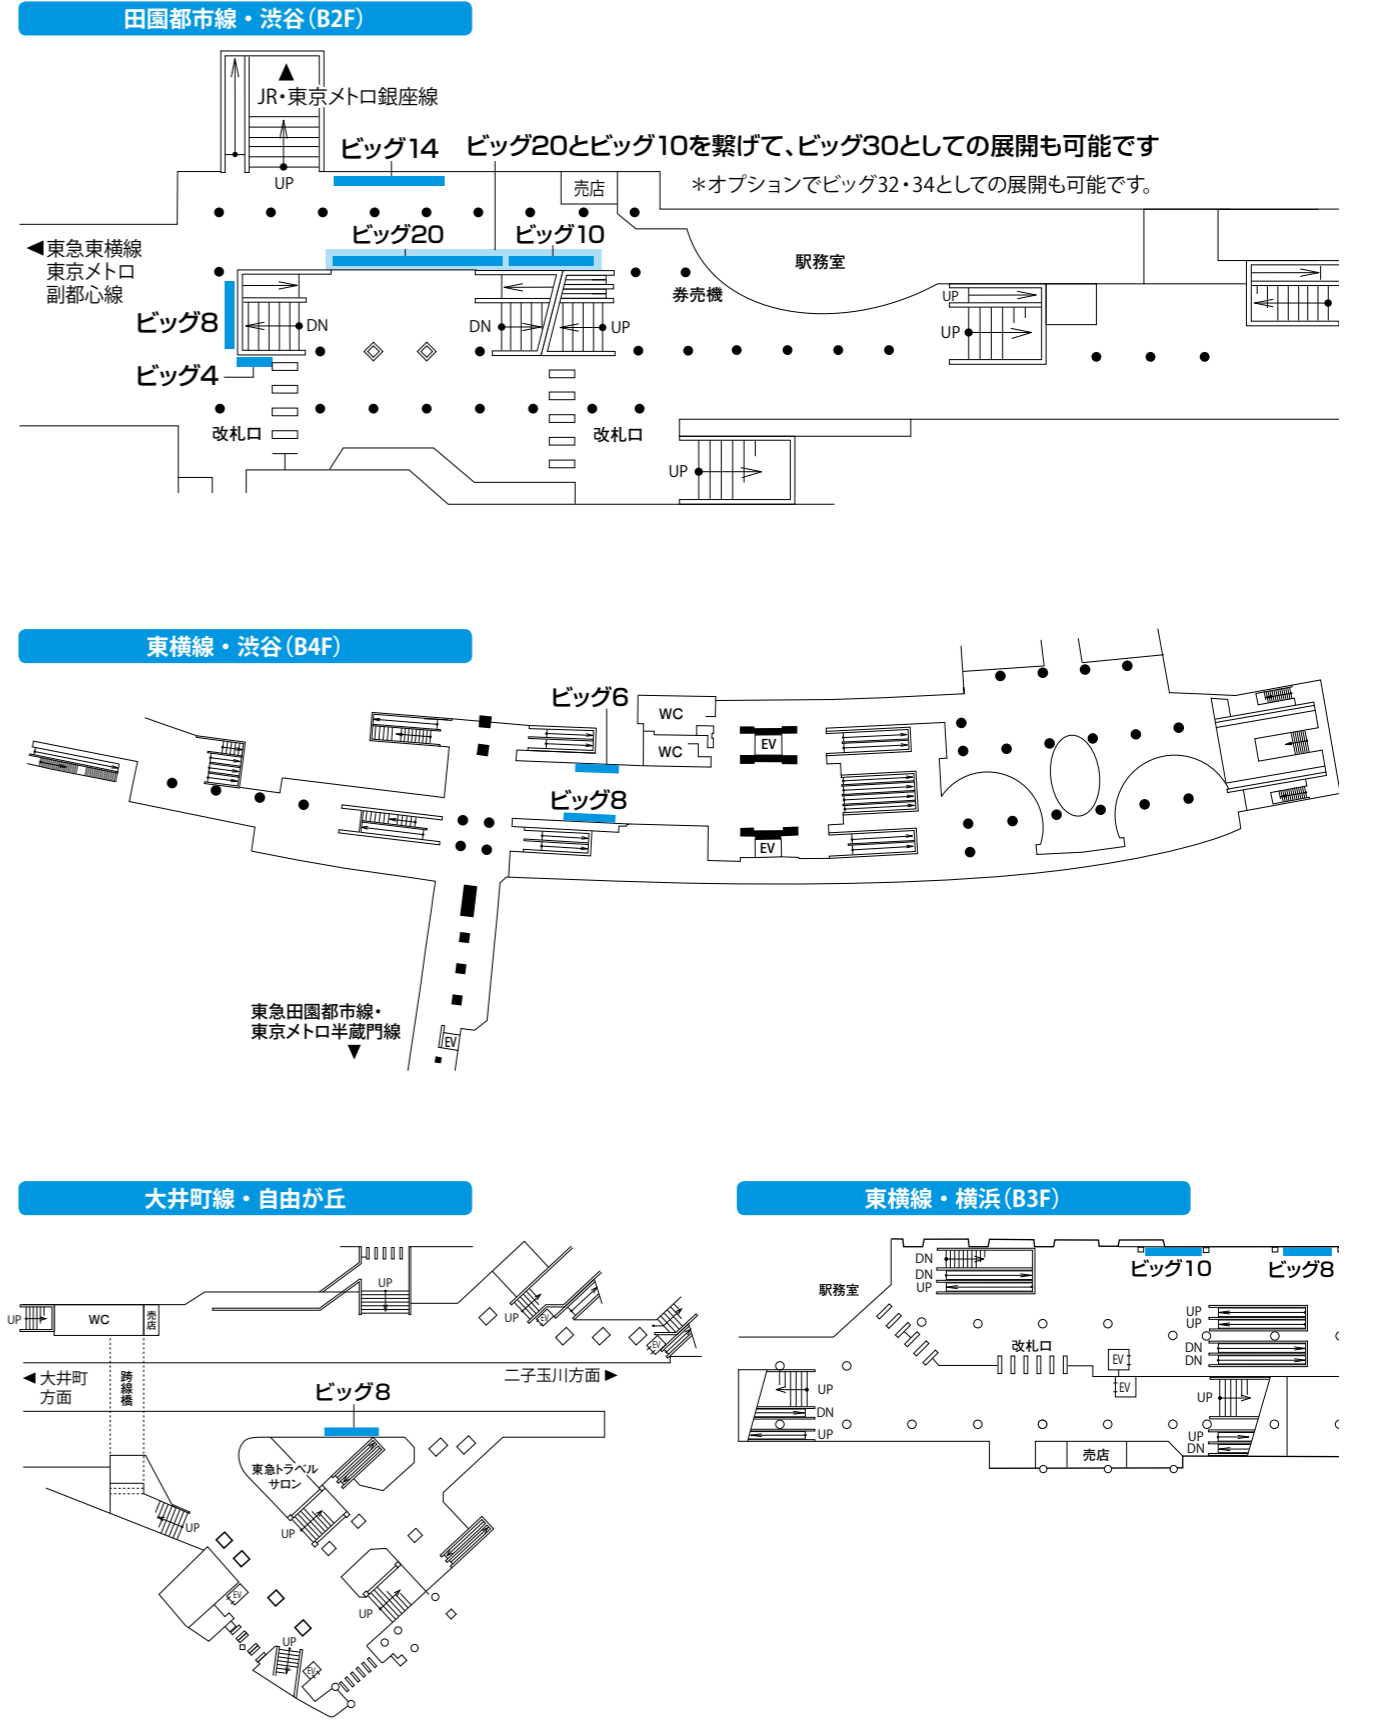 田園都市線・渋谷(B2F)
JR・東京メトロ銀座線
UP
ビッグ14
ビッグ20とビッグ10を繋げて、ビッグ30としての展開も可能です
＊オプションでビッグ32・34としての展開も可能です。
売店
◀東急東横線
東京メトロ
副都心線
ビッグ20
ビッグ10
駅務室
券売機
ビッグ8
DN
DN
UP
UP
UP
ビッグ4
改札口
改札口
UP
東横線・渋谷(B4F)
ビッグ6
WC
WC
EV
ビッグ8
EV
東急田園都市線・
東京メトロ半蔵門線
▼
EV
大井町線・自由が丘
UP
UP
WC
売店
UP
EV
EV
◀大井町
方面
跨線橋
二子玉川方面▶
ビッグ8
東急トラベル
サロン
UP
UP
EV
UP
UP
EV
東横線・横浜(B3F)
DN
DN
UP
ビッグ10
ビッグ8
駅務室
UP
UP
DN
DN
改札口
EV
EV
UP
DN
UP
UP
UP
DN
売店